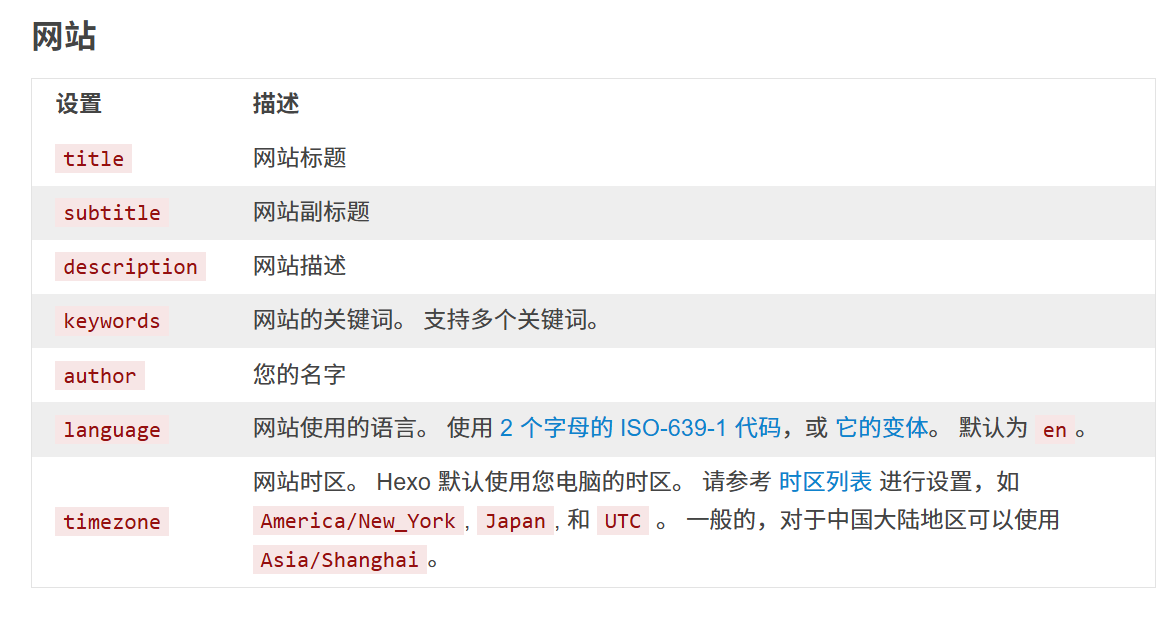 网站
设置 描述
title 网站标题
subtitle 网站副标题
description 网站描述
keywords 网站的关键词。 支持多个关键词。
author 您的名字
language 网站使用的语言。 使用 2 个字母的 ISO-639-1 代码，或 它的变体。 默认为 en 。
网站时区。 Hexo 默认使用您电脑的时区。 请参考 时区列表 进行设置，如
timezone America/New_York , Japan , 和 UTC 。 一般的，对于中国大陆地区可以使用
Asia/Shanghai 。